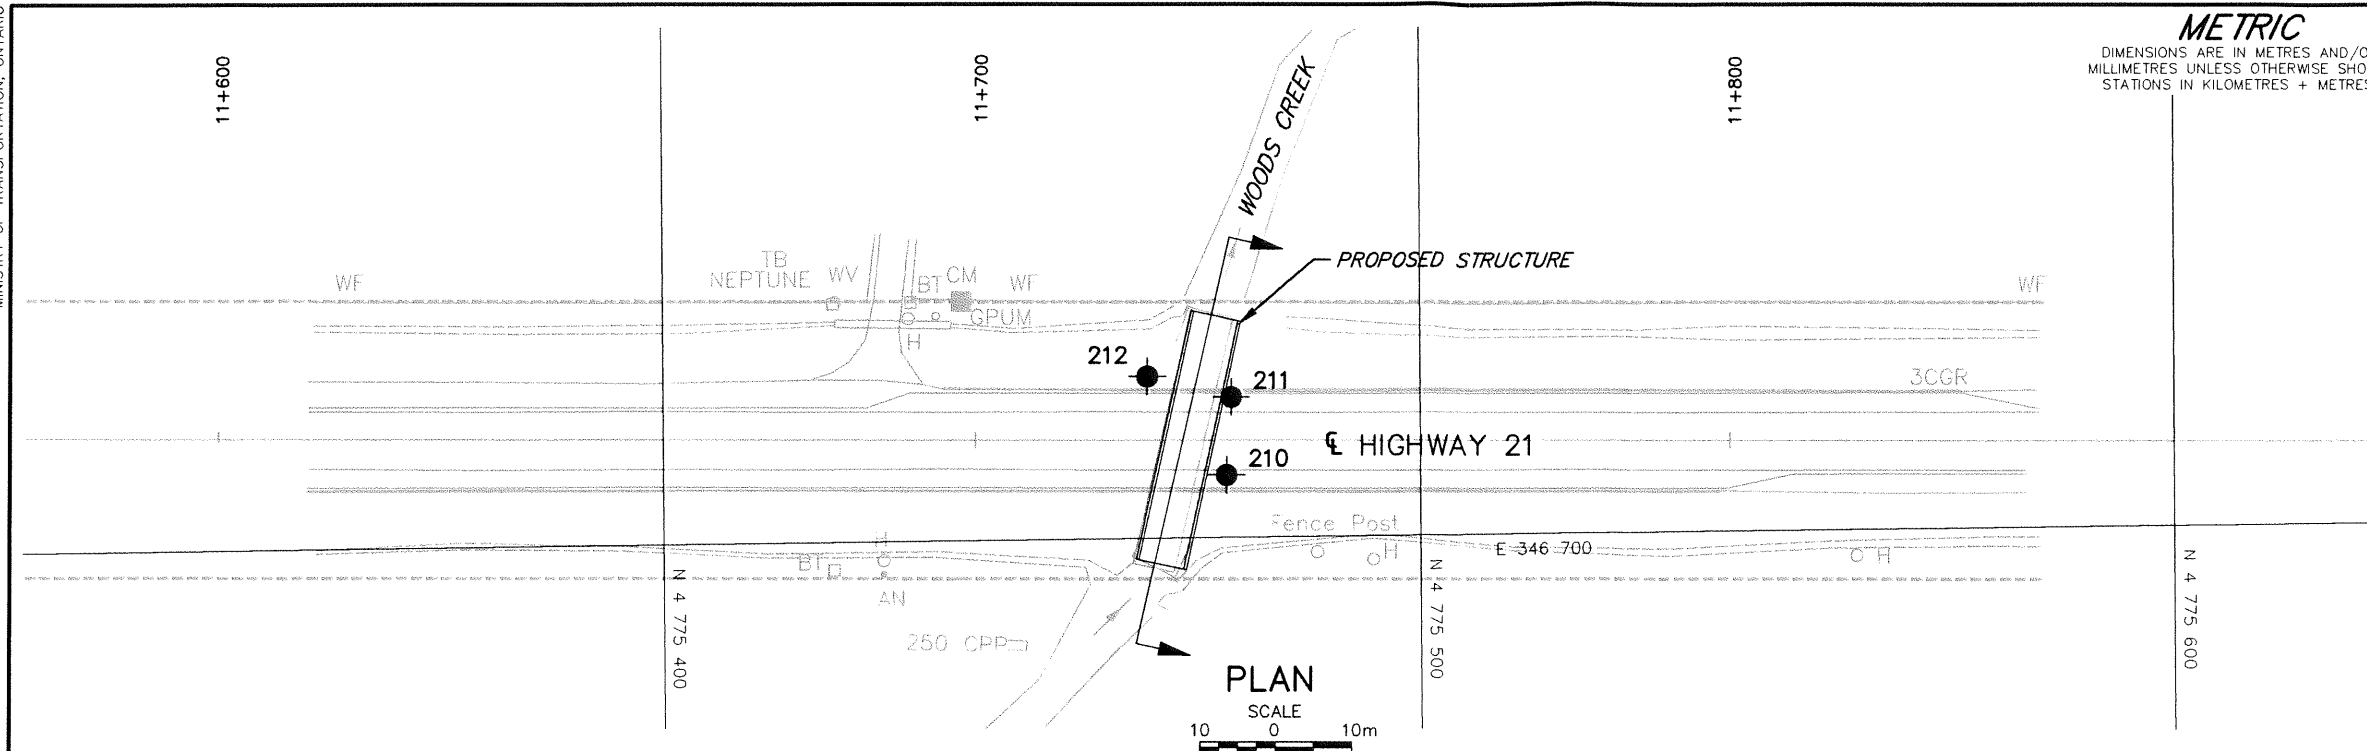 METRIC
DIMENSIONS ARE IN METRES AND/O
MILLIMETRES UNLESS OTHERWISE SHO
STATIONS IN KILOMETRES + METRES
11+600
11+700
11+800
WOODS CREEK
PROPOSED STRUCTURE
WF
TB
NEPTUNE
WV
BT
CM
WF
WF
GPUM
H
212
211
3CGR
℄ HIGHWAY 21
210
Fence Post
H
E 346 700
H
BT
H
AN
250 CPP
N 4 775 400
N 4 775 500
N 4 775 600
PLAN
SCALE
10 0 10m